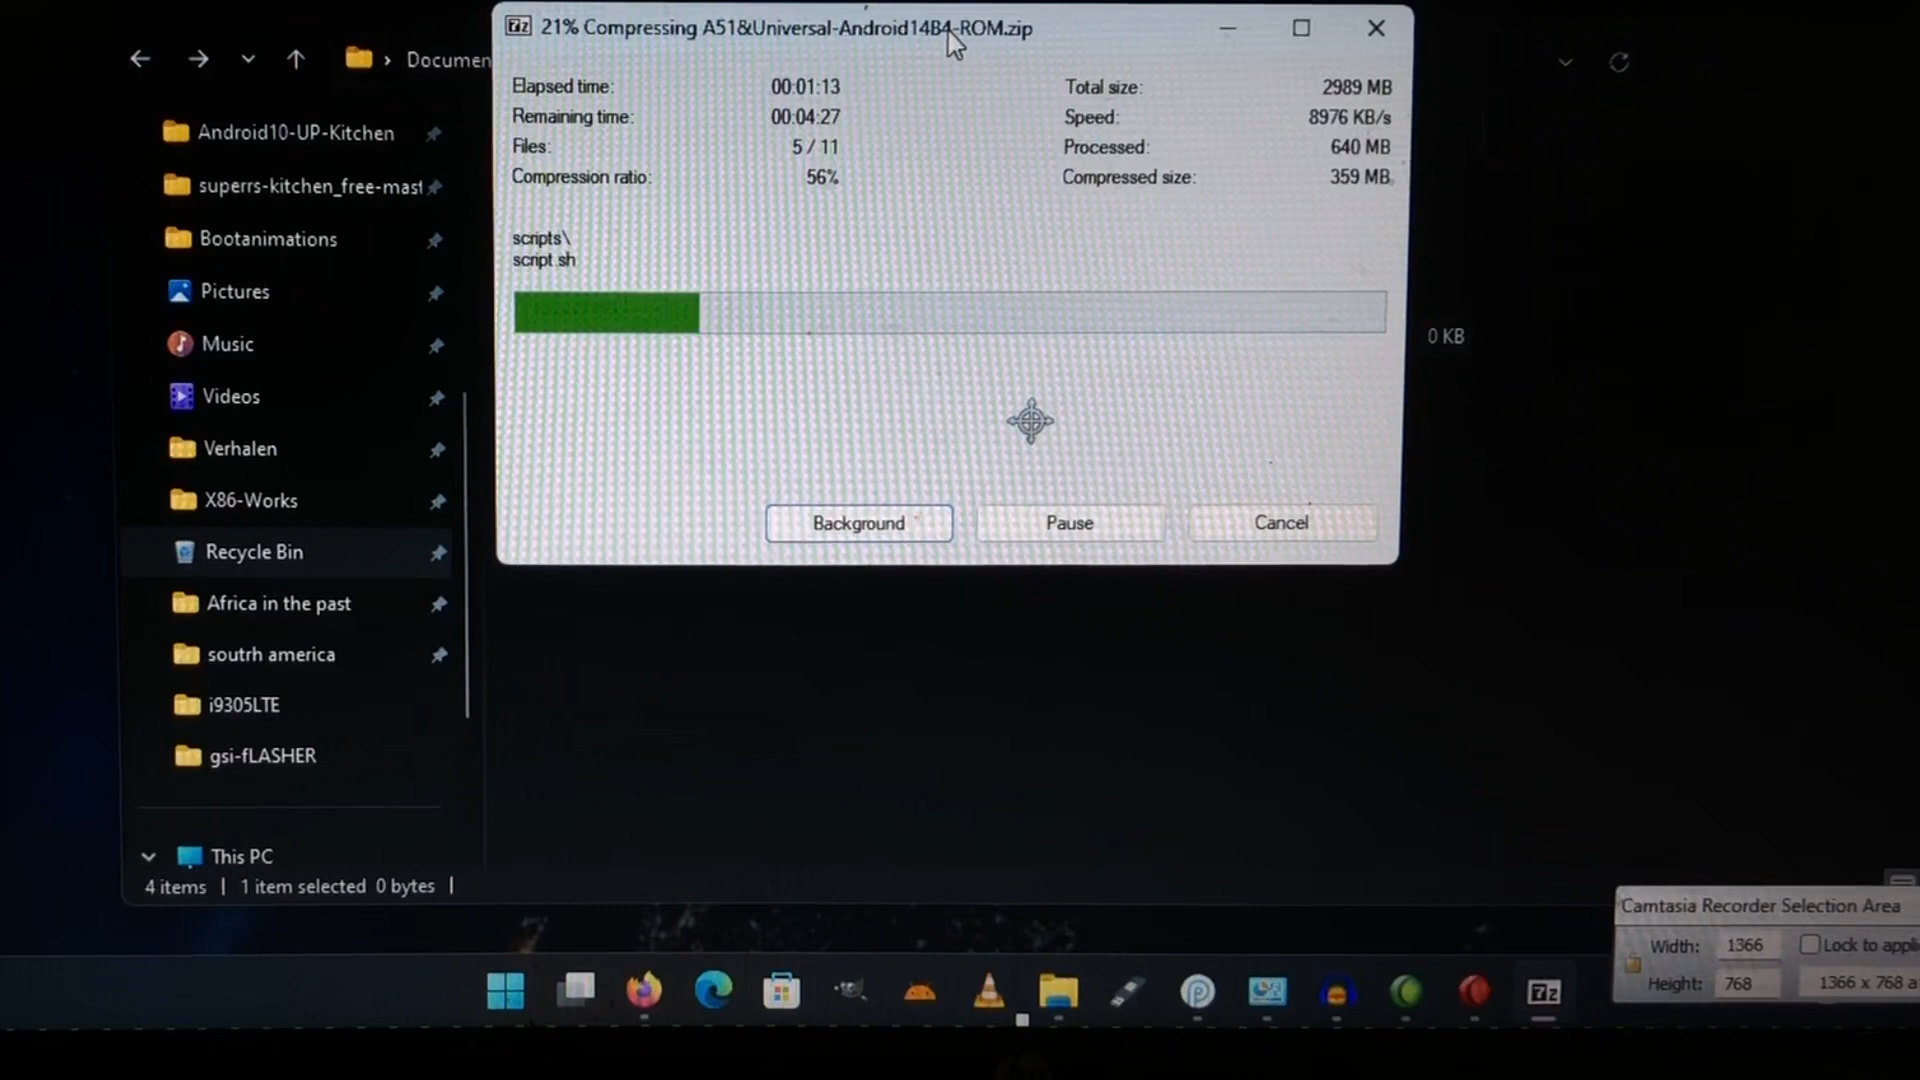 21% Compressing A51&Universal-Android14B4-ROM.zip
Documen
Elapsed time: 00:01:13 Total size: 2989 MB
Remaining time: 00:04:27 Speed: 8976 KB/s
Files: 5 / 11 Processed: 640 MB
Compression ratio: 56% Compressed size: 359 MB
scripts\
script.sh
0 KB
Background Pause Cancel
Android10-UP-Kitchen
superrs-kitchen_free-mast
Bootanimations
Pictures
Music
Videos
Verhalen
X86-Works
Recycle Bin
Africa in the past
soutrh america
i9305LTE
gsi-fLASHER
This PC
4 items | 1 item selected 0 bytes |
Camtasia Recorder Selection Area
Width: 1366 Lock to appli
Height: 768 1366 x 768 a
7z